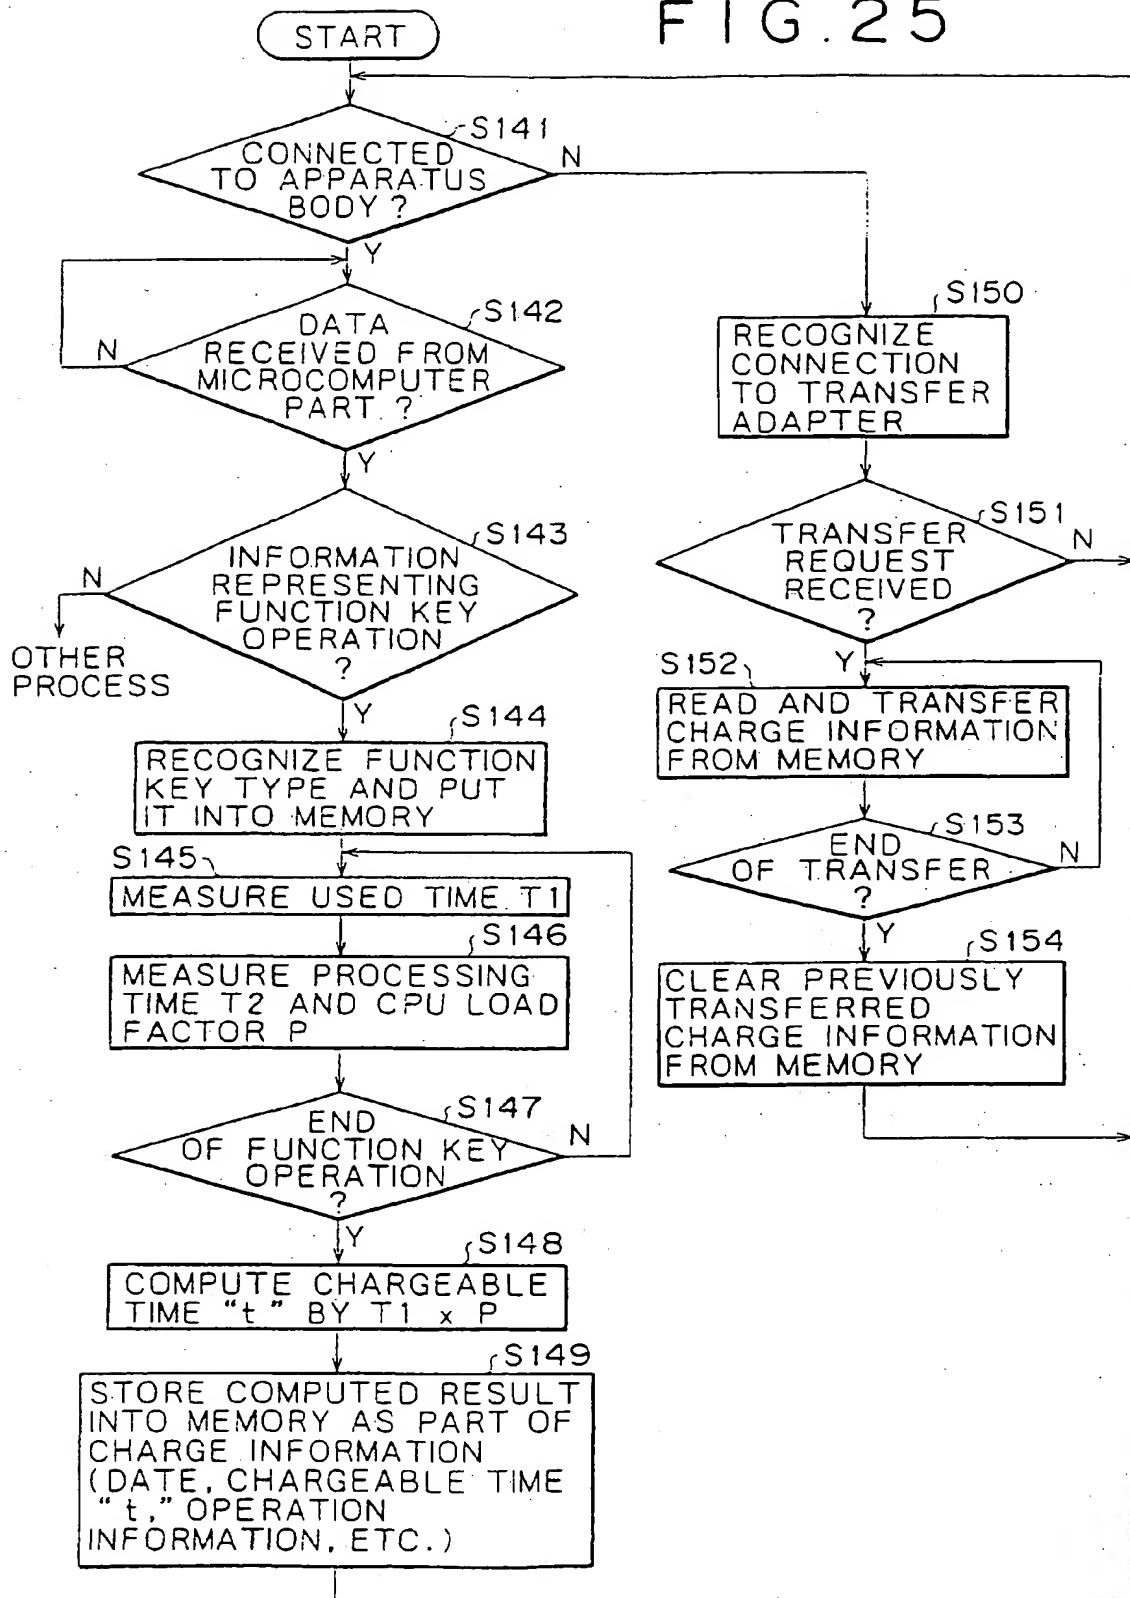 FIG.25
START
S141
CONNECTED
TO APPARATUS
BODY ?
N
Y
S142
DATA
RECEIVED FROM
MICROCOMPUTER
PART ?
N
Y
S143
INFORMATION
REPRESENTING
FUNCTION KEY
OPERATION
?
N
OTHER
PROCESS
Y
S144
RECOGNIZE FUNCTION
KEY TYPE AND PUT
IT INTO MEMORY
S145
MEASURE USED TIME T1
S146
MEASURE PROCESSING
TIME T2 AND CPU LOAD
FACTOR P
S147
END
OF FUNCTION KEY
OPERATION
?
N
Y
S148
COMPUTE CHARGEABLE
TIME "t" BY T1 x P
S149
STORE COMPUTED RESULT
INTO MEMORY AS PART OF
CHARGE INFORMATION
(DATE, CHARGEABLE TIME
"t," OPERATION
INFORMATION, ETC.)
S150
RECOGNIZE
CONNECTION
TO TRANSFER
ADAPTER
S151
TRANSFER
REQUEST
RECEIVED
?
N
Y
S152
READ AND TRANSFER
CHARGE INFORMATION
FROM MEMORY
S153
END
OF TRANSFER
?
N
Y
S154
CLEAR PREVIOUSLY
TRANSFERRED
CHARGE INFORMATION
FROM MEMORY